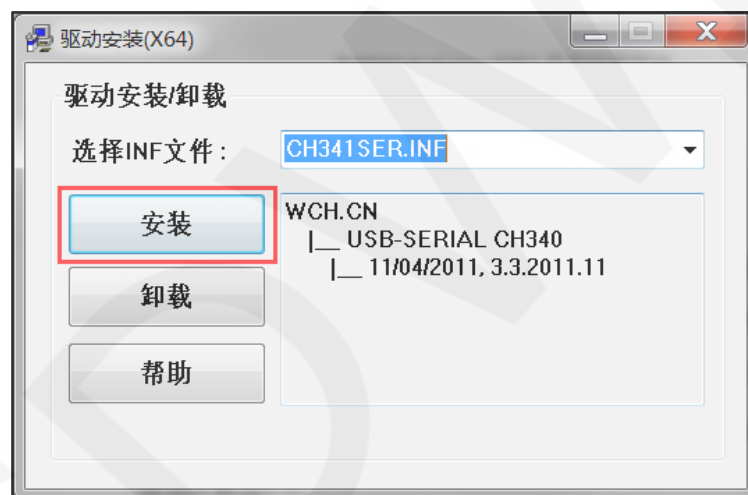 驱动安装(X64)
驱动安装/卸载
选择INF文件:
CH341SER.INF
安装
卸载
帮助
WCH.CN
|__ USB-SERIAL CH340
|__ 11/04/2011, 3.3.2011.11